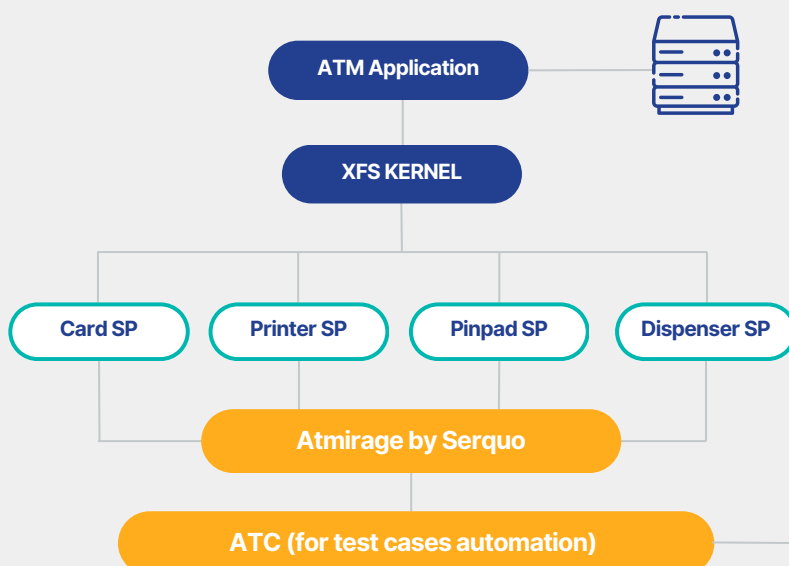 ATM Application
XFS KERNEL
Card SP
Printer SP
Pinpad SP
Dispenser SP
Atmirage by Serquo
ATC (for test cases automation)